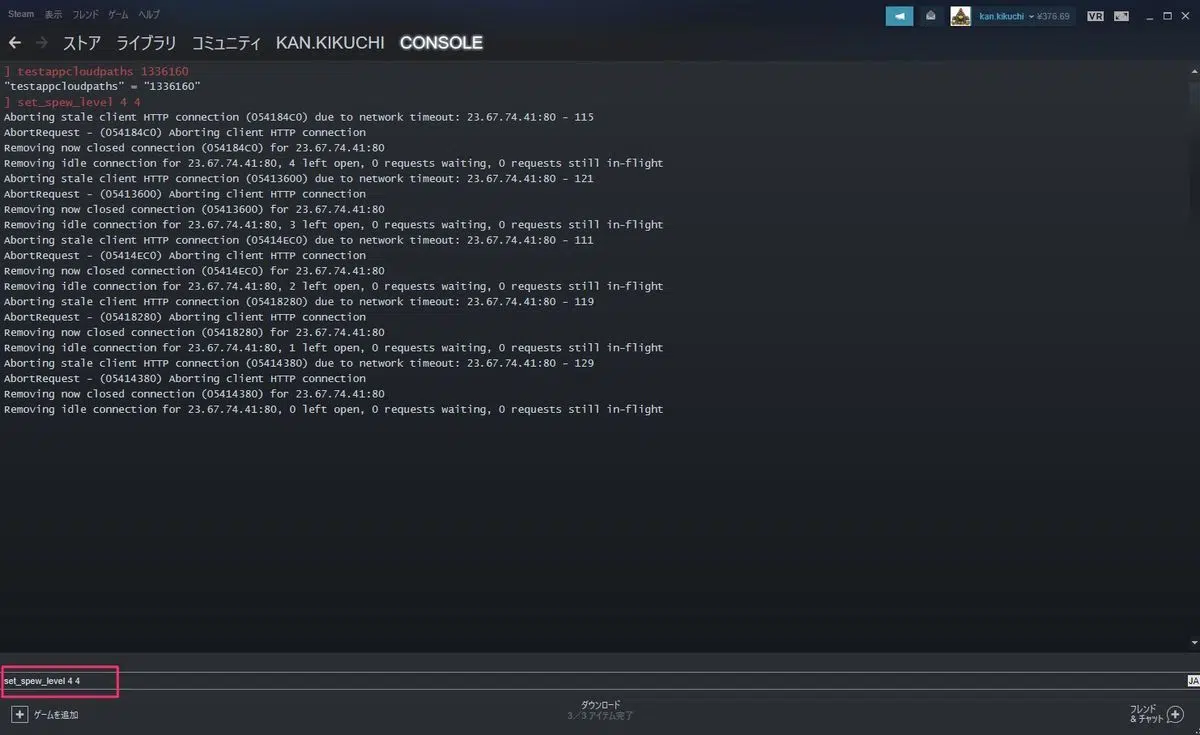 Steam 表示 フレンド ゲーム ヘルプ
kan.kikuchi ¥376.69 VR
ストア ライブラリ コミュニティ KAN.KIKUCHI CONSOLE
] testappcloudpaths 1336160
"testappcloudpaths" = "1336160"
] set_spew_level 4 4
Aborting stale client HTTP connection (054184C0) due to network timeout: 23.67.74.41:80 - 115
AbortRequest - (054184C0) Aborting client HTTP connection
Removing now closed connection (054184C0) for 23.67.74.41:80
Removing idle connection for 23.67.74.41:80, 4 left open, 0 requests waiting, 0 requests still in-flight
Aborting stale client HTTP connection (05413600) due to network timeout: 23.67.74.41:80 - 121
AbortRequest - (05413600) Aborting client HTTP connection
Removing now closed connection (05413600) for 23.67.74.41:80
Removing idle connection for 23.67.74.41:80, 3 left open, 0 requests waiting, 0 requests still in-flight
Aborting stale client HTTP connection (05414EC0) due to network timeout: 23.67.74.41:80 - 111
AbortRequest - (05414EC0) Aborting client HTTP connection
Removing now closed connection (05414EC0) for 23.67.74.41:80
Removing idle connection for 23.67.74.41:80, 2 left open, 0 requests waiting, 0 requests still in-flight
Aborting stale client HTTP connection (05418280) due to network timeout: 23.67.74.41:80 - 119
AbortRequest - (05418280) Aborting client HTTP connection
Removing now closed connection (05418280) for 23.67.74.41:80
Removing idle connection for 23.67.74.41:80, 1 left open, 0 requests waiting, 0 requests still in-flight
Aborting stale client HTTP connection (05414380) due to network timeout: 23.67.74.41:80 - 129
AbortRequest - (05414380) Aborting client HTTP connection
Removing now closed connection (05414380) for 23.67.74.41:80
Removing idle connection for 23.67.74.41:80, 0 left open, 0 requests waiting, 0 requests still in-flight
set_spew_level 4 4
JA
ゲームを追加
ダウンロード
3／3 アイテム完了
フレンド
& チャット